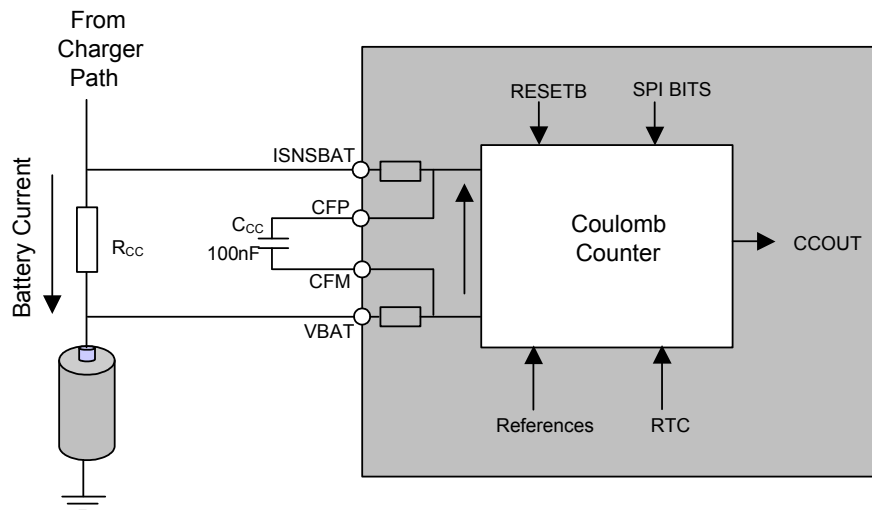 From
Charger
Path
RESETB
SPI BITS
ISNSBAT
Battery Current
CFP
CCC
100nF
RCC
Coulomb
Counter
CCOUT
CFM
VBAT
References
RTC